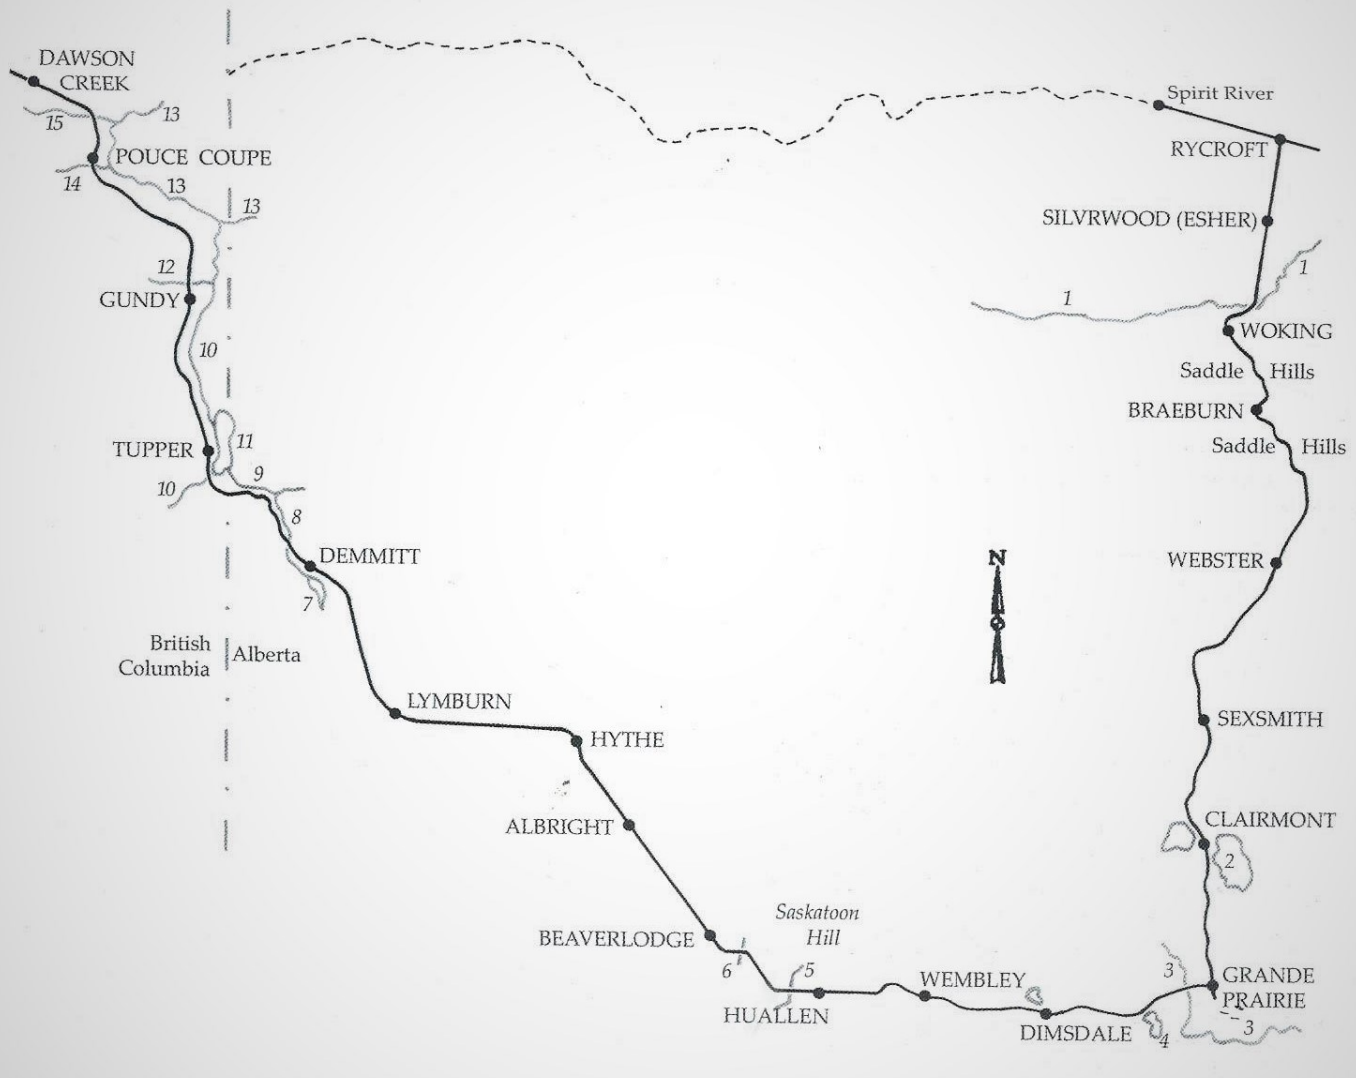 DAWSON
CREEK
13
15
Spirit River
RYCROFT
POUCE COUPE
14
13
13
SILVRWOOD (ESHER)
12
1
1
GUNDY
WOKING
10
Saddle Hills
BRAEBURN
TUPPER
11
Saddle Hills
9
10
8
N
DEMMITT
WEBSTER
7
British
Columbia
Alberta
LYMBURN
SEXSMITH
HYTHE
ALBRIGHT
CLAIRMONT
2
Saskatoon
Hill
BEAVERLODGE
6
5
3
WEMBLEY
GRANDE
PRAIRIE
HUALLEN
DIMSDALE
4
3